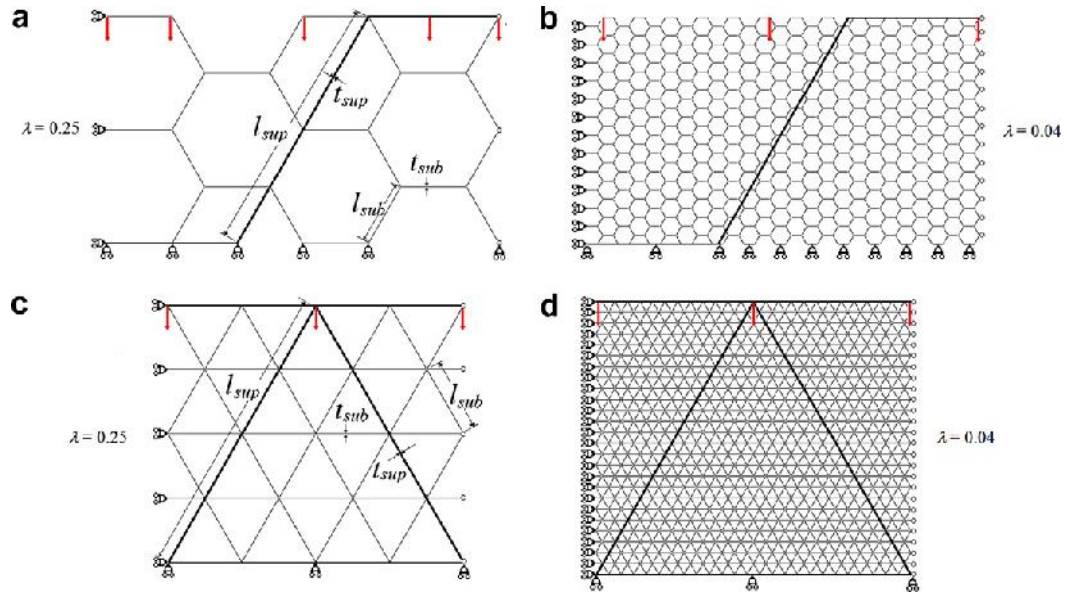 a
b
λ = 0.25
l_sup
t_sup
t_sub
l_sub
λ = 0.04
c
d
λ = 0.25
l_sup
t_sub
l_sub
t_sup
λ = 0.04